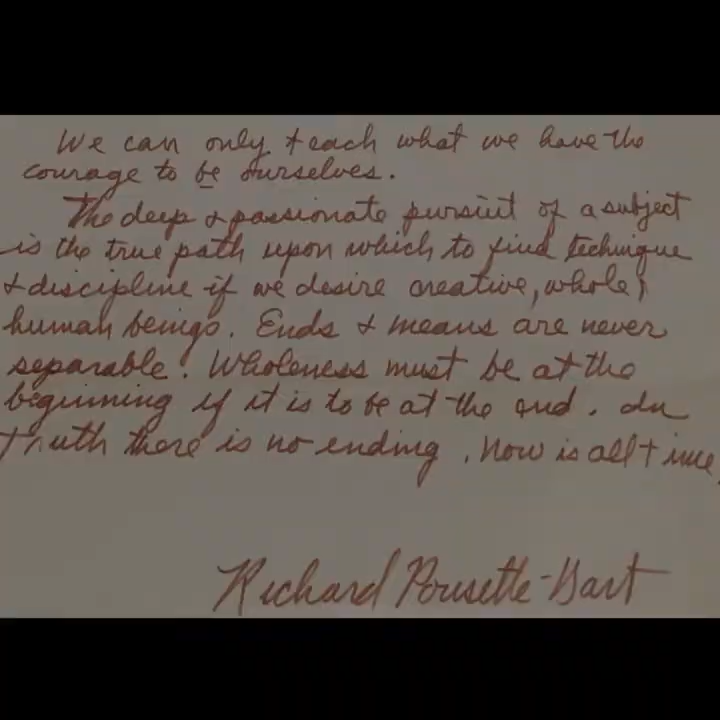 We can only teach what we have the
courage to be ourselves.
The deep & passionate pursuit of a subject
is the true path upon which to find technique
& discipline if we desire creative, whole,
human beings. Ends & means are never
separable. Wholeness must be at the
beginning if it is to be at the end. In
truth there is no ending. Now is all time.
Richard Pousette-Dart